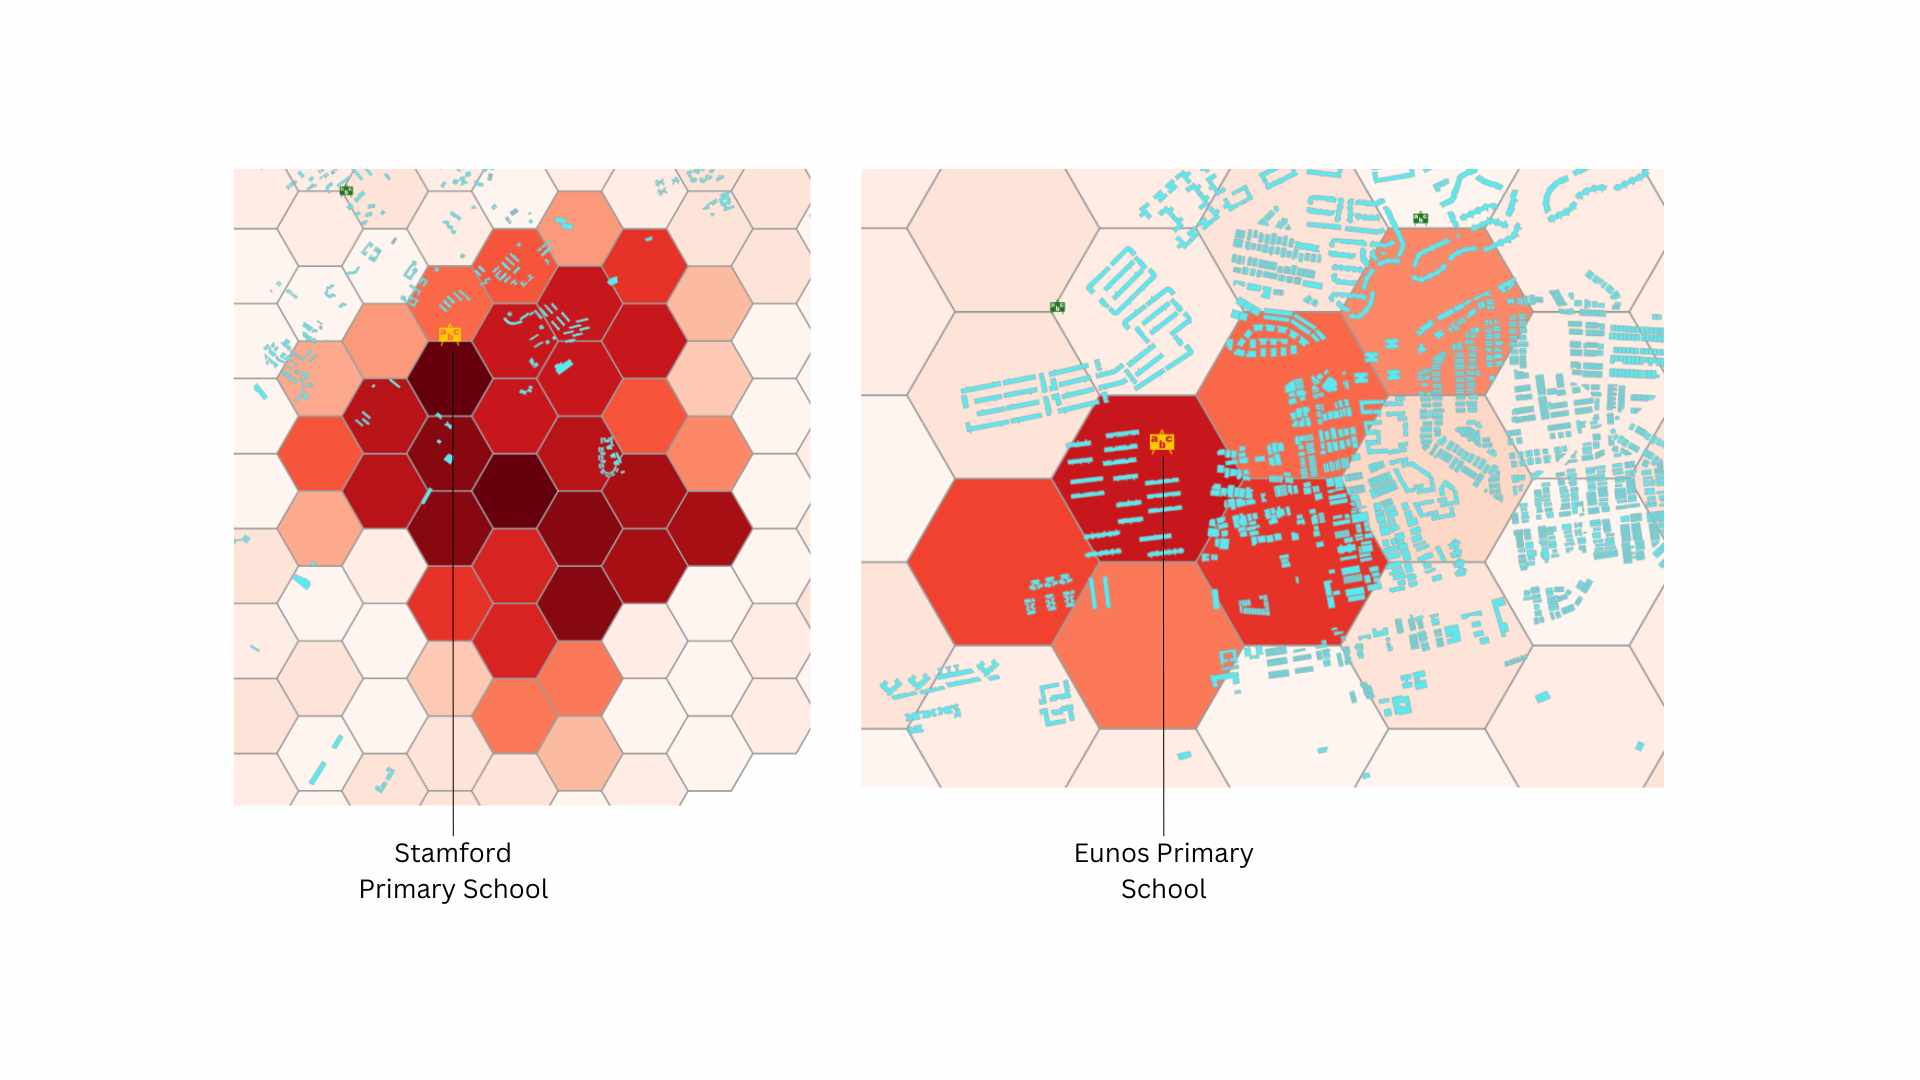 a c
b
a c
b
Stamford
Primary School
Eunos Primary
School